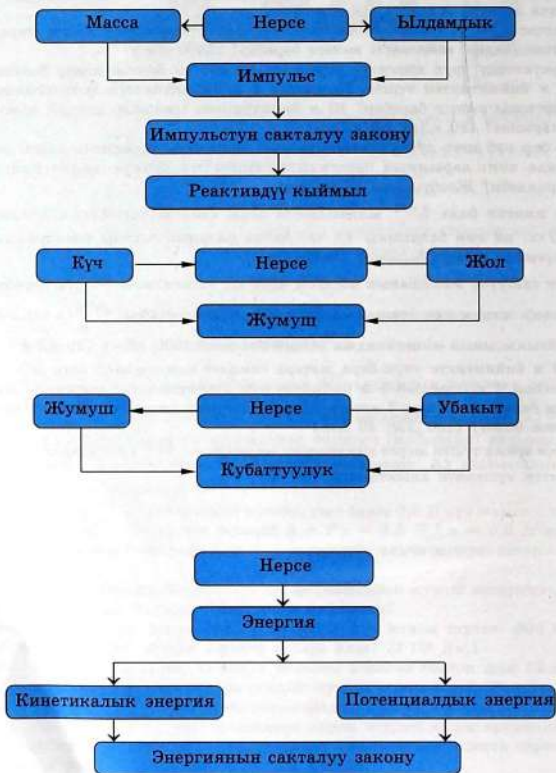 Масса Нерсе Ылдамдык
Импульс
Импульстун сакталуу закону
Реактивдүү кыймыл
Күч Нерсе Жол
Жумуш
Жумуш Нерсе Убакыт
Кубаттуулук
Нерсе
Энергия
Кинетикалык энергия Потенциалдык энергия
Энергиянын сакталуу закону